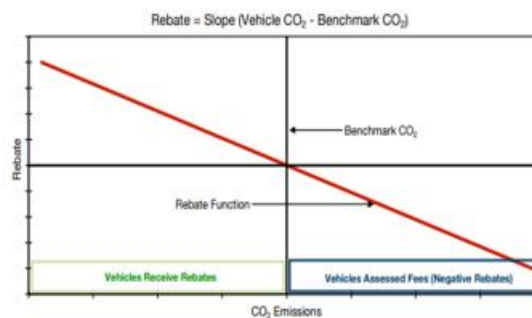 Rebate = Slope (Vehicle CO₂ - Benchmark CO₂)
Benchmark CO₂
Rebate
Rebate Function
Vehicles Receive Rebates
Vehicles Assessed Fees (Negative Rebates)
CO₂ Emissions